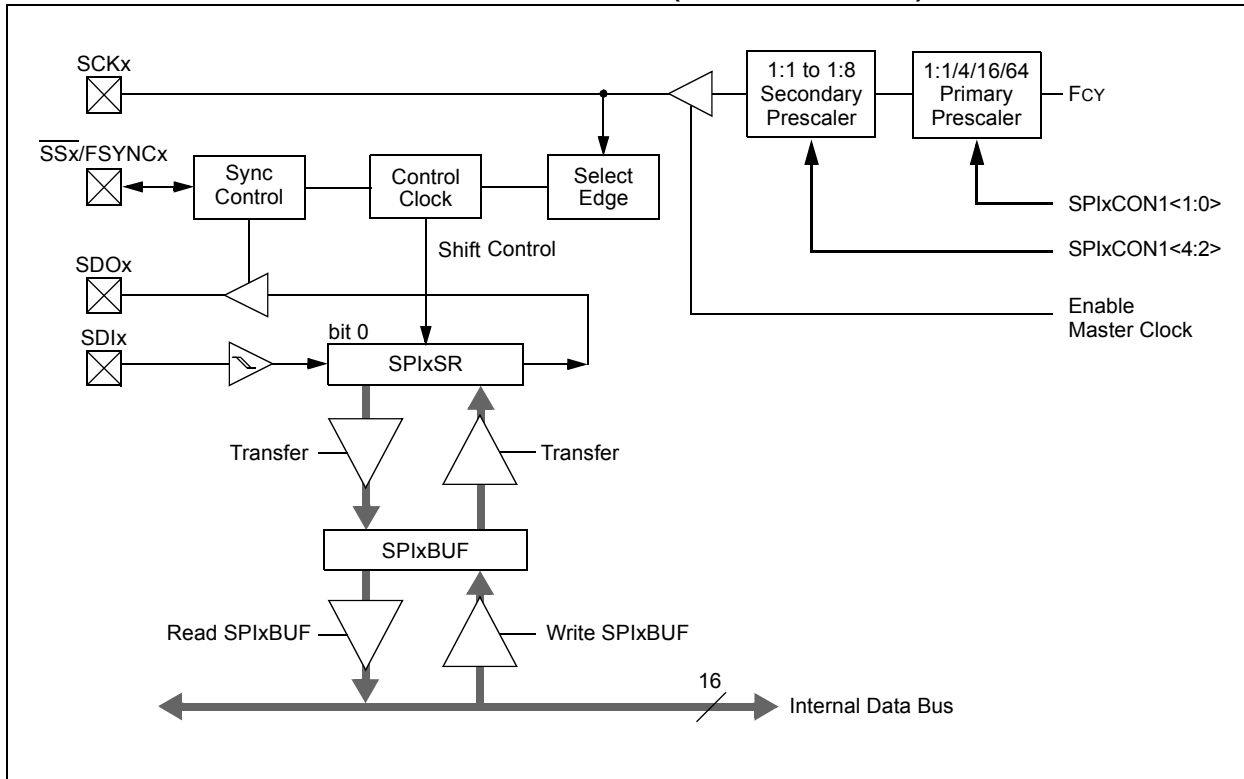 SCKx
1:1 to 1:8
Secondary
Prescaler
1:1/4/16/64
Primary
Prescaler
FCY
SSx/FSYNCx
Sync
Control
Control
Clock
Select
Edge
SPIxCON1<1:0>
Shift Control
SPIxCON1<4:2>
SDOx
Enable
Master Clock
SDIx
bit 0
SPIxSR
Transfer
Transfer
SPIxBUF
Read SPIxBUF
Write SPIxBUF
16
Internal Data Bus